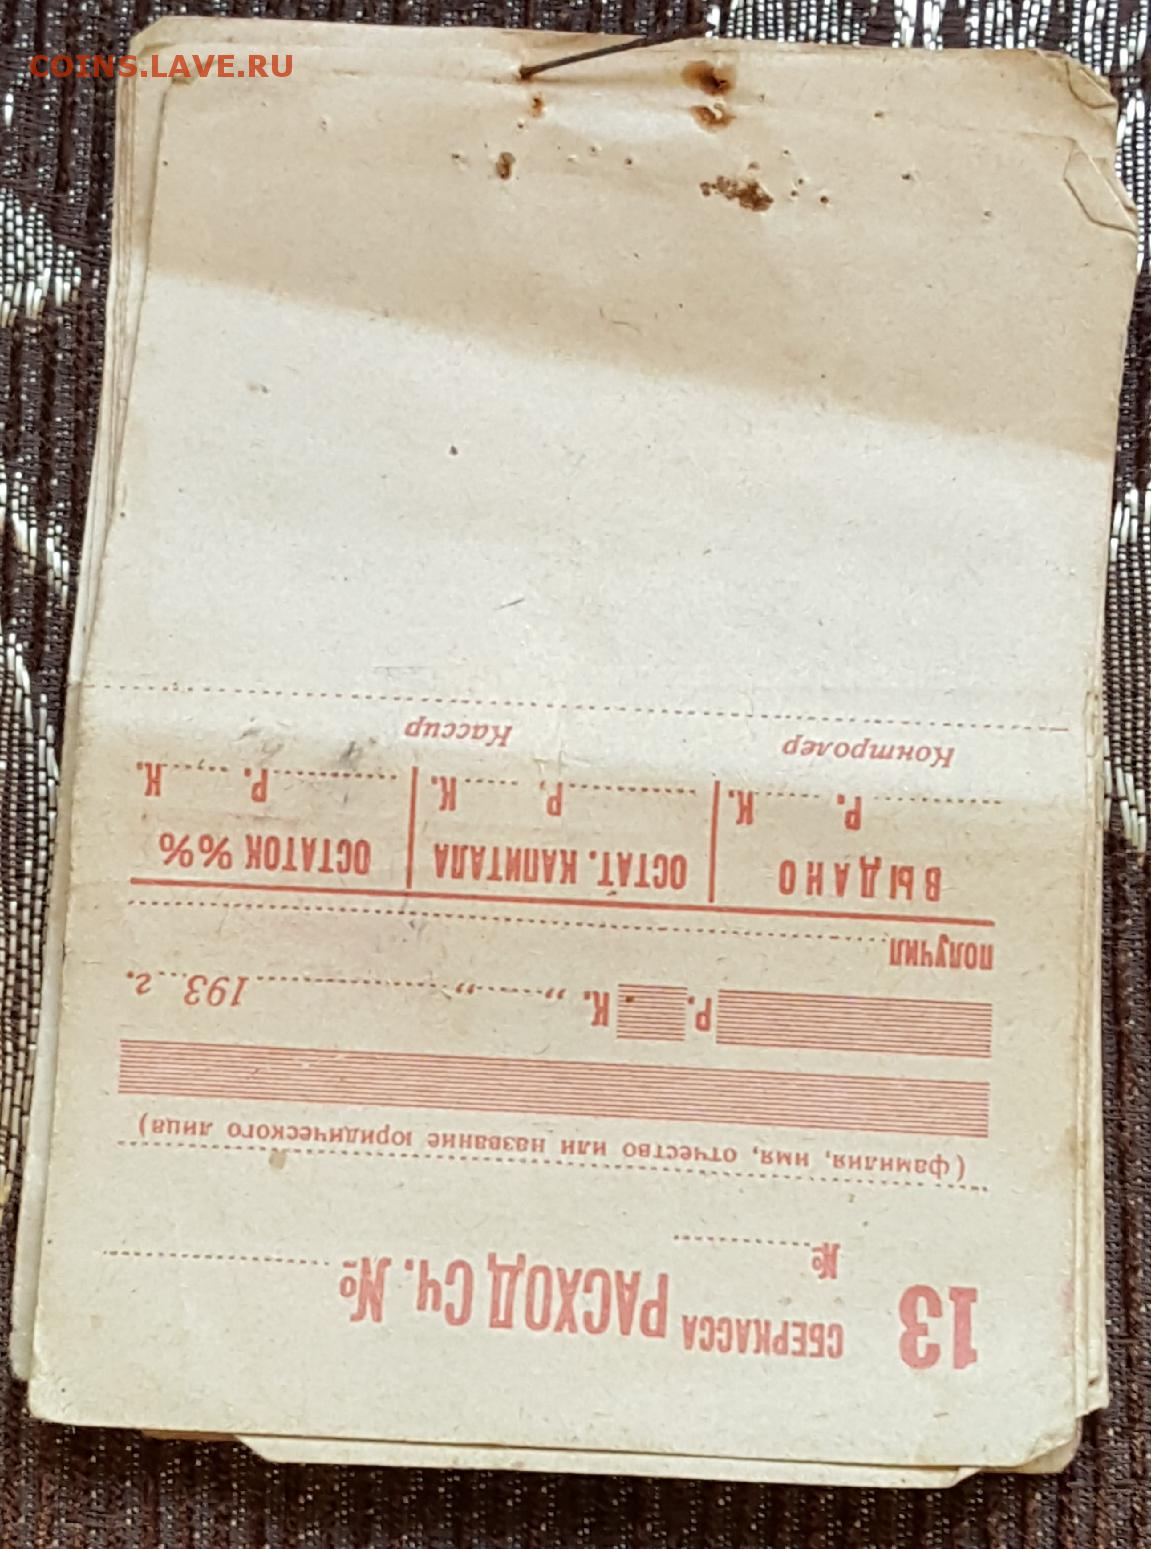 COINS.LAVE.RU
13 СБЕРКАССА РАСХОД СЧ. №
№
(фамилия, имя, отчество или название юридического лица)
Р. К. „ „ 193 г.
получил
ВЫДАНО ОСТАТ. КАПИТАЛА ОСТАТОК %%
Р. К. Р. К. Р. К.
Контролер Кассир